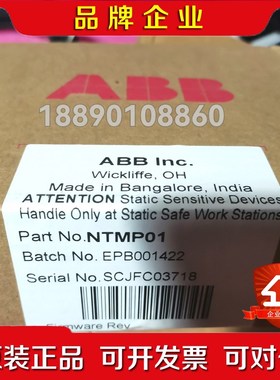 品牌企业
ABB
18890108860
ABB Inc.
Wickliffe, OH
Made in Bangalore, India
ATTENTION Static Sensitive Devices
Handle Only at Static Safe Work Stations
Part No.NTMP01
Batch No. EPB001422
Serial No.SCJFC03718
Firmware Rev
企业
装正品 可开票 可对